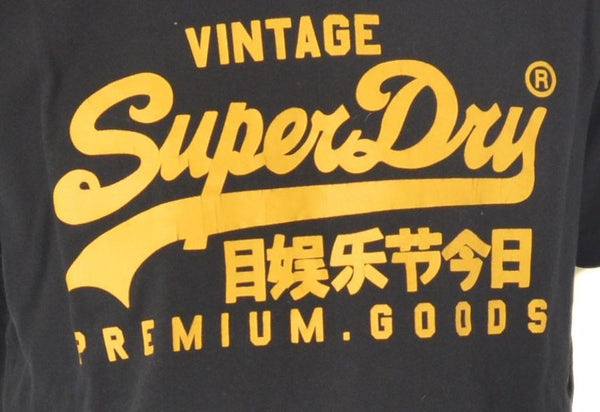 VINTAGE
SuperDry®
目娱乐节今日
PREMIUM.GOODS